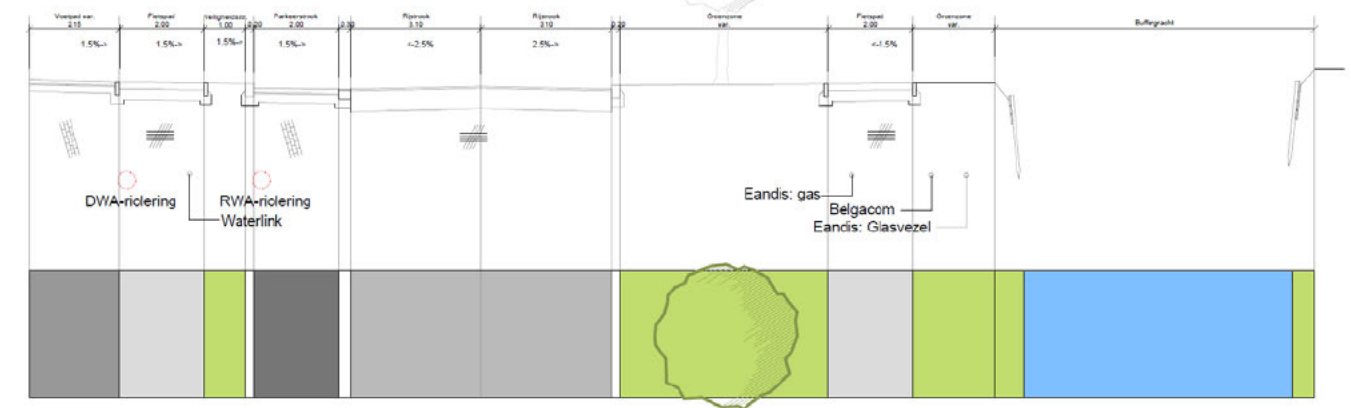 Voetpad var. Fietspad Parkeerstrook Rijstrook Rijstrook Groenzone Fietspad Groenzone Buffergracht
2.15 2.00 1.00 0.20 2.00 0.30 3.10 3.10 0.20 var. 2.00 var.
1.5%-> 1.5%-> 1.5%-> 1.5%-> <-2.5% 2.5%-> <-1.5%
DWA-riolering RWA-riolering
Waterlink
Eandis: gas
Belgacom
Eandis: Glasvezel